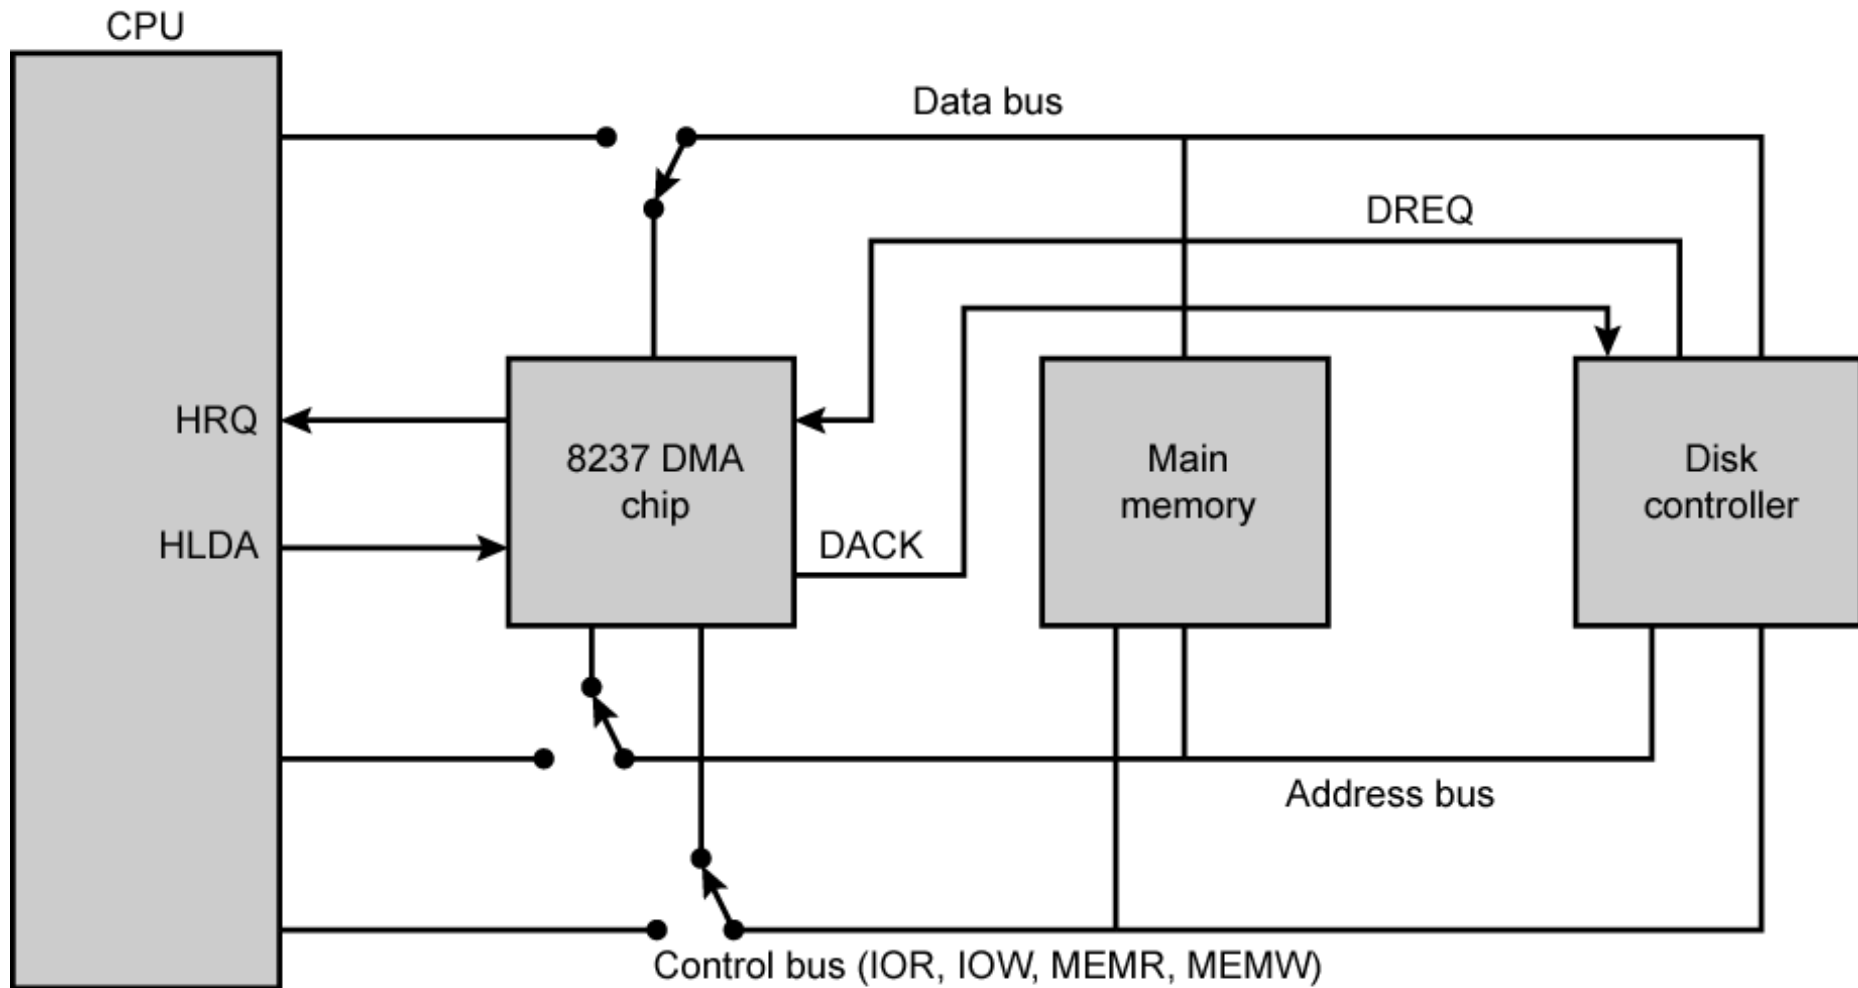 CPU
Data bus
DREQ
HRQ
8237 DMA
chip
Main
memory
Disk
controller
HLDA
DACK
Address bus
Control bus (IOR, IOW, MEMR, MEMW)